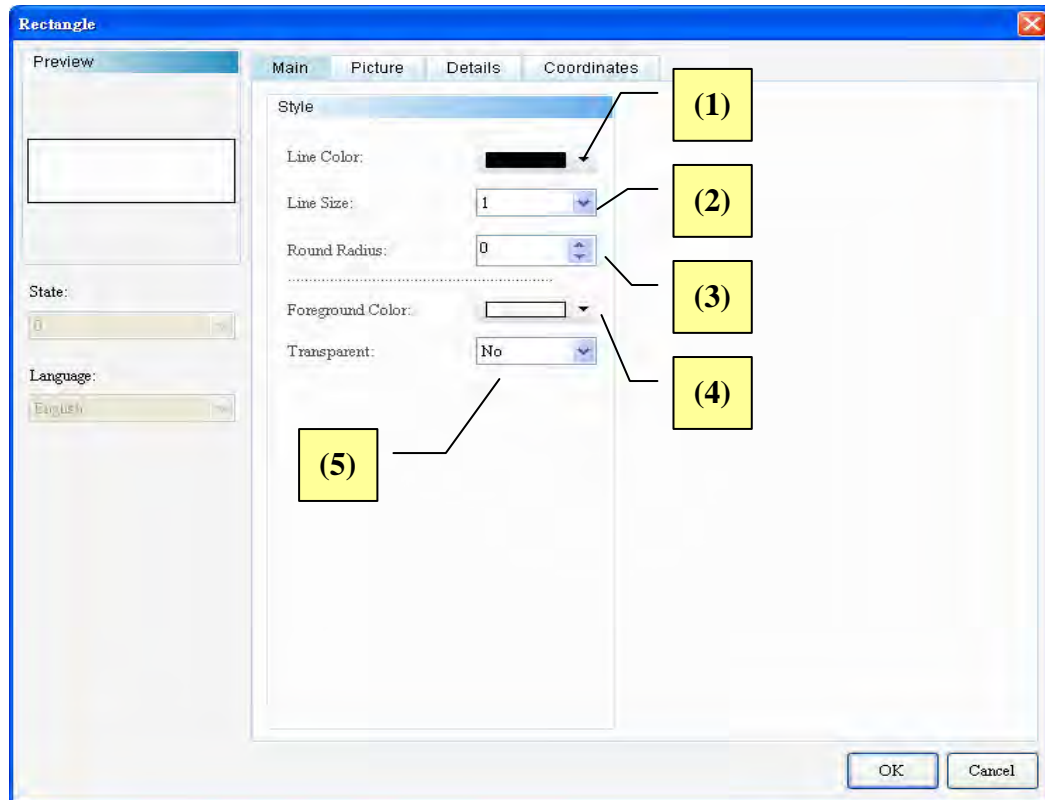 Rectangle
Preview
Main Picture Details Coordinates
Style
(1)
Line Color:
Line Size: 1
(2)
Round Radius: 0
(3)
State:
0
Foreground Color:
Transparent: No
(4)
Language:
English
(5)
OK Cancel